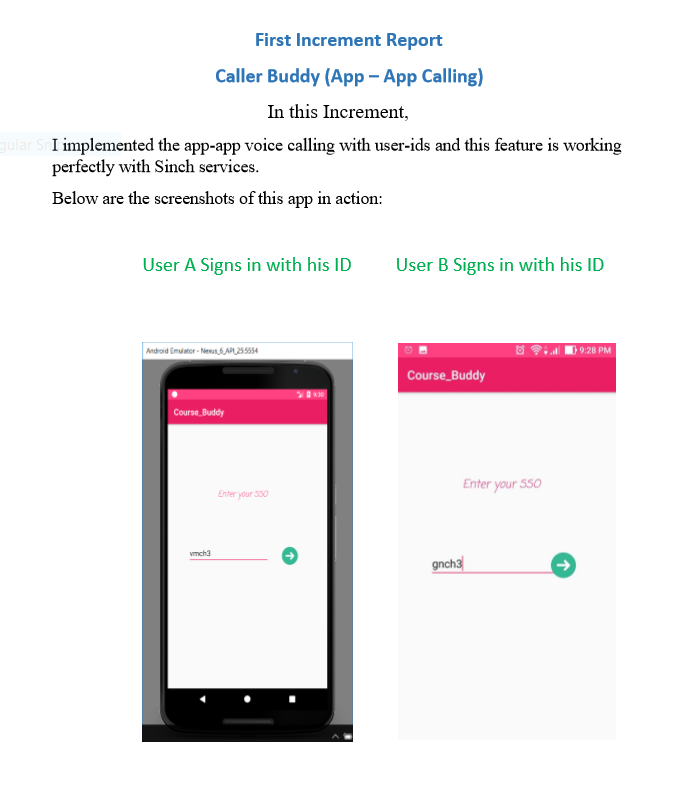 First Increment Report
Caller Buddy (App – App Calling)
In this Increment,
I implemented the app-app voice calling with user-ids and this feature is working
perfectly with Sinch services.
Below are the screenshots of this app in action:
User A Signs in with his ID
User B Signs in with his ID
Android Emulator - Nexus_6_API_25:5554
9:30
Course_Buddy
Enter your SSO
vmch3
9:28 PM
Course_Buddy
Enter your SSO
gnch3